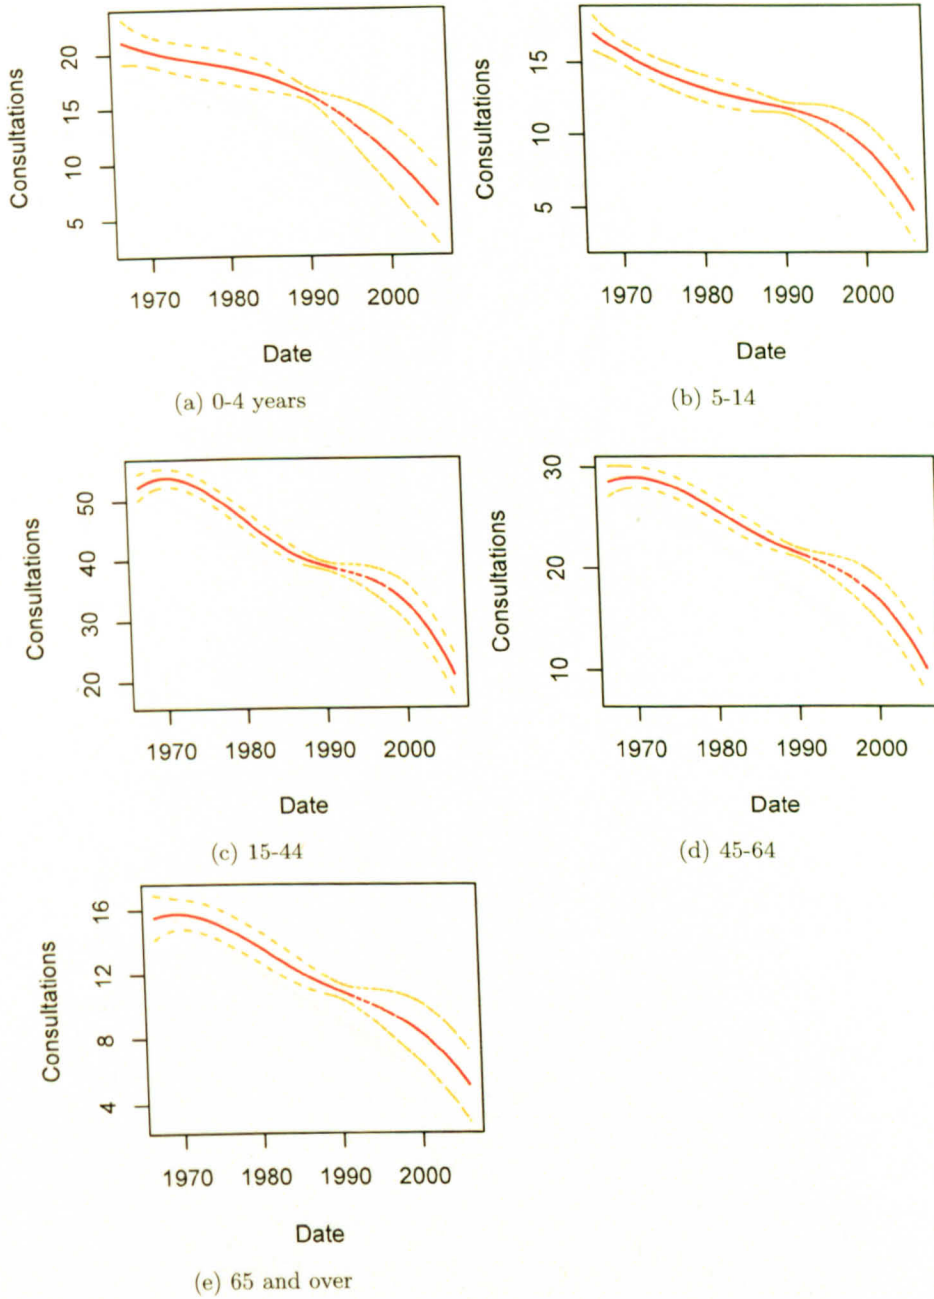 Consultations
20
15
10
5
1970 1980 1990 2000
Date
(a) 0-4 years
Consultations
15
10
5
1970 1980 1990 2000
Date
(b) 5-14
Consultations
50
40
30
20
1970 1980 1990 2000
Date
(c) 15-44
Consultations
30
20
10
1970 1980 1990 2000
Date
(d) 45-64
Consultations
16
12
8
4
1970 1980 1990 2000
Date
(e) 65 and over